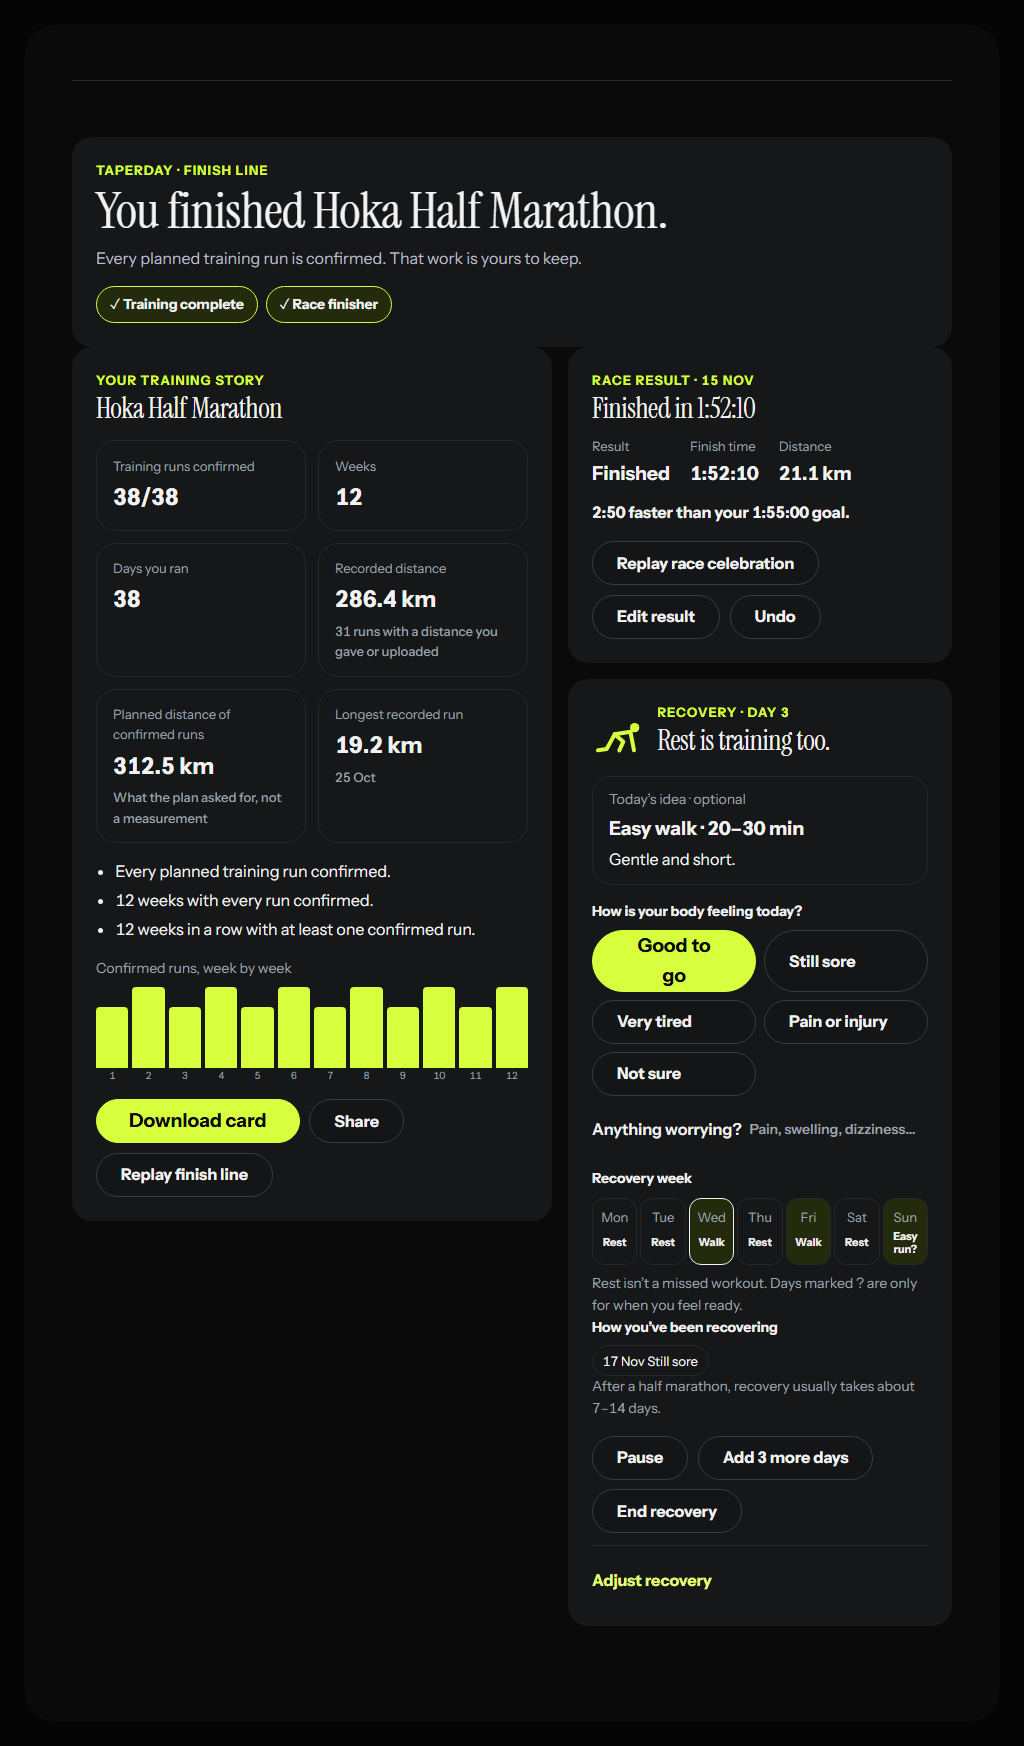 TAPERDAY · FINISH LINE
You finished Hoka Half Marathon.
Every planned training run is confirmed. That work is yours to keep.
✓ Training complete
✓ Race finisher
YOUR TRAINING STORY
Hoka Half Marathon
Training runs confirmed
38/38
Weeks
12
Days you ran
38
Recorded distance
286.4 km
31 runs with a distance you
gave or uploaded
Planned distance of
confirmed runs
312.5 km
What the plan asked for, not
a measurement
Longest recorded run
19.2 km
25 Oct
• Every planned training run confirmed.
• 12 weeks with every run confirmed.
• 12 weeks in a row with at least one confirmed run.
Confirmed runs, week by week
1 2 3 4 5 6 7 8 9 10 11 12
Download card
Share
Replay finish line
RACE RESULT · 15 NOV
Finished in 1:52:10
Result
Finished
Finish time
1:52:10
Distance
21.1 km
2:50 faster than your 1:55:00 goal.
Replay race celebration
Edit result
Undo
RECOVERY · DAY 3
Rest is training too.
Today's idea · optional
Easy walk · 20–30 min
Gentle and short.
How is your body feeling today?
Good to
go
Still sore
Very tired
Pain or injury
Not sure
Anything worrying? Pain, swelling, dizziness…
Recovery week
Mon Tue Wed Thu Fri Sat Sun
Rest Rest Walk Rest Walk Rest Easy
run?
Rest isn't a missed workout. Days marked ? are only
for when you feel ready.
How you've been recovering
17 Nov Still sore
After a half marathon, recovery usually takes about
7–14 days.
Pause
Add 3 more days
End recovery
Adjust recovery